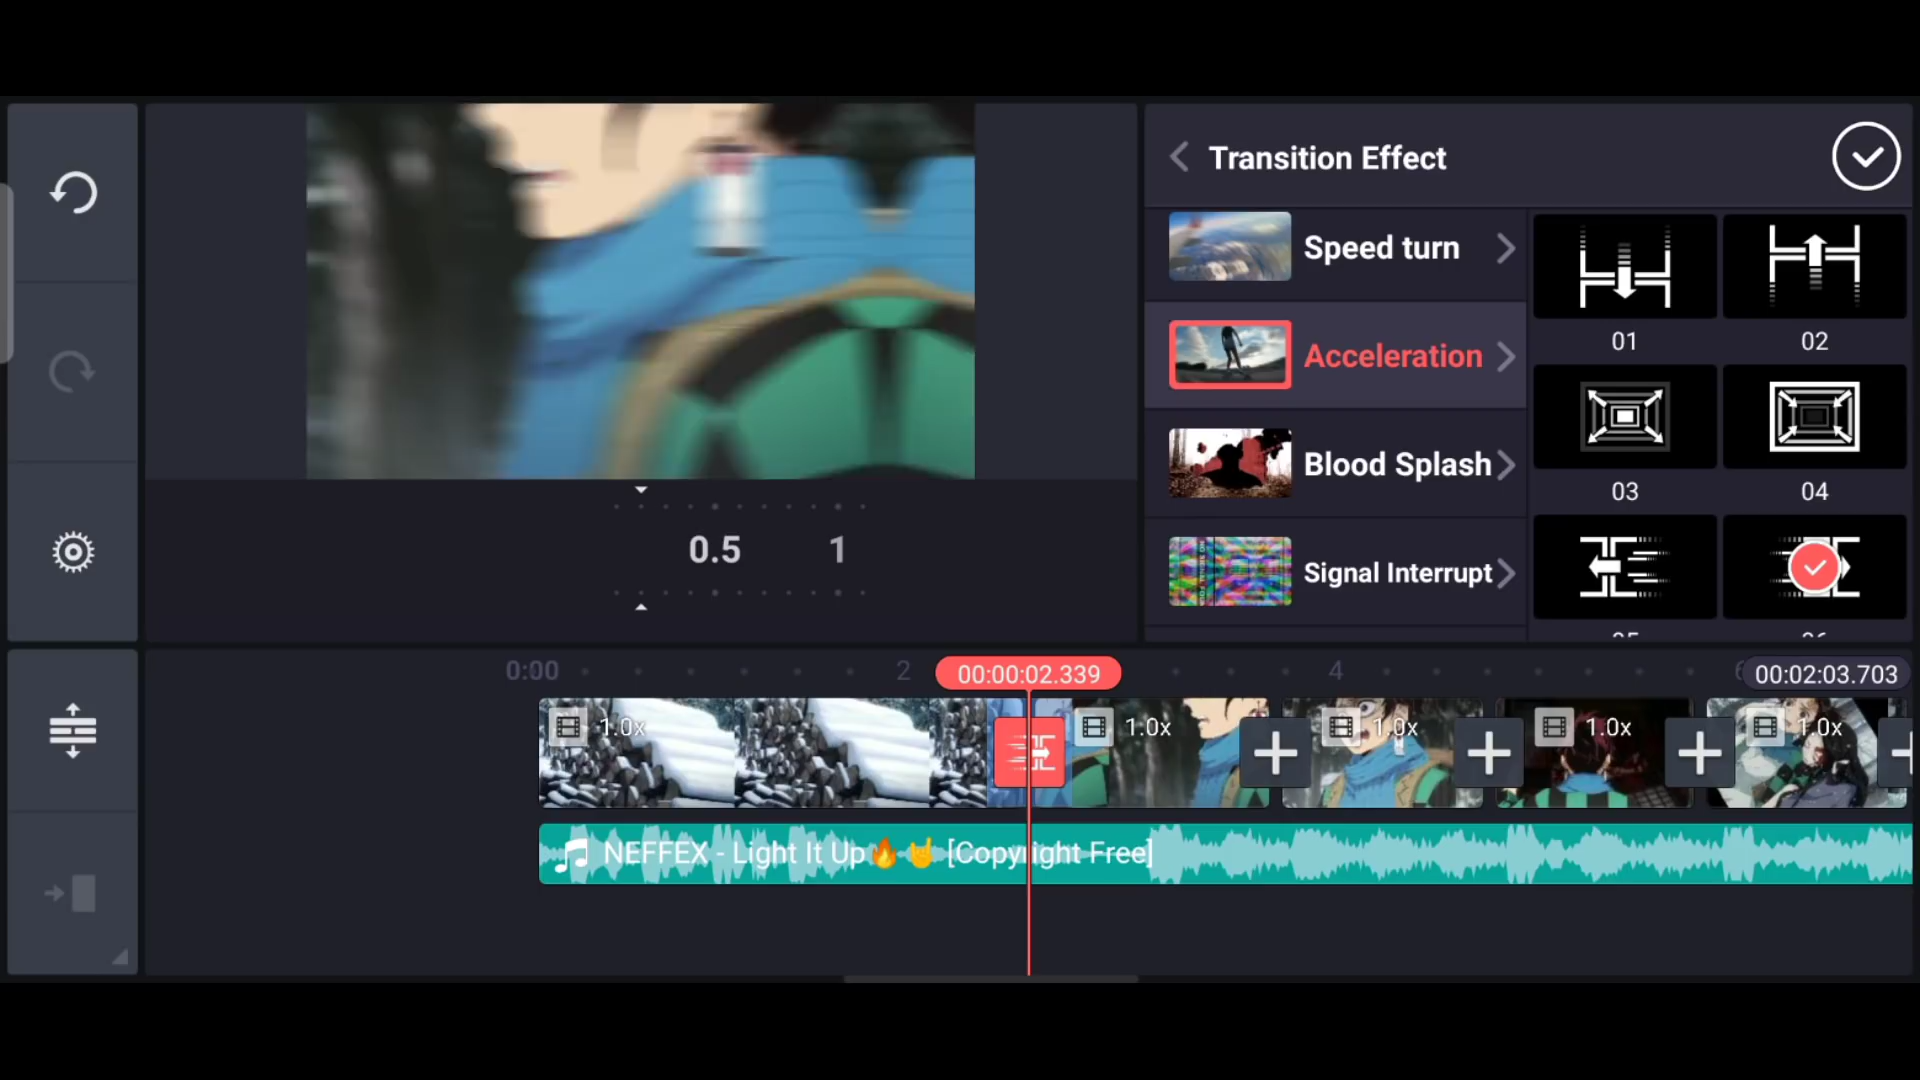 Transition Effect
Speed turn
Acceleration
Blood Splash
Signal Interrupt
01
02
03
04
0.5
1
0:00
2
00:00:02.339
4
00:02:03.703
1.0x
1.0x
1.0x
1.0x
1.0x
NEFFEX - Light It Up🔥🤘 [Copyright Free]